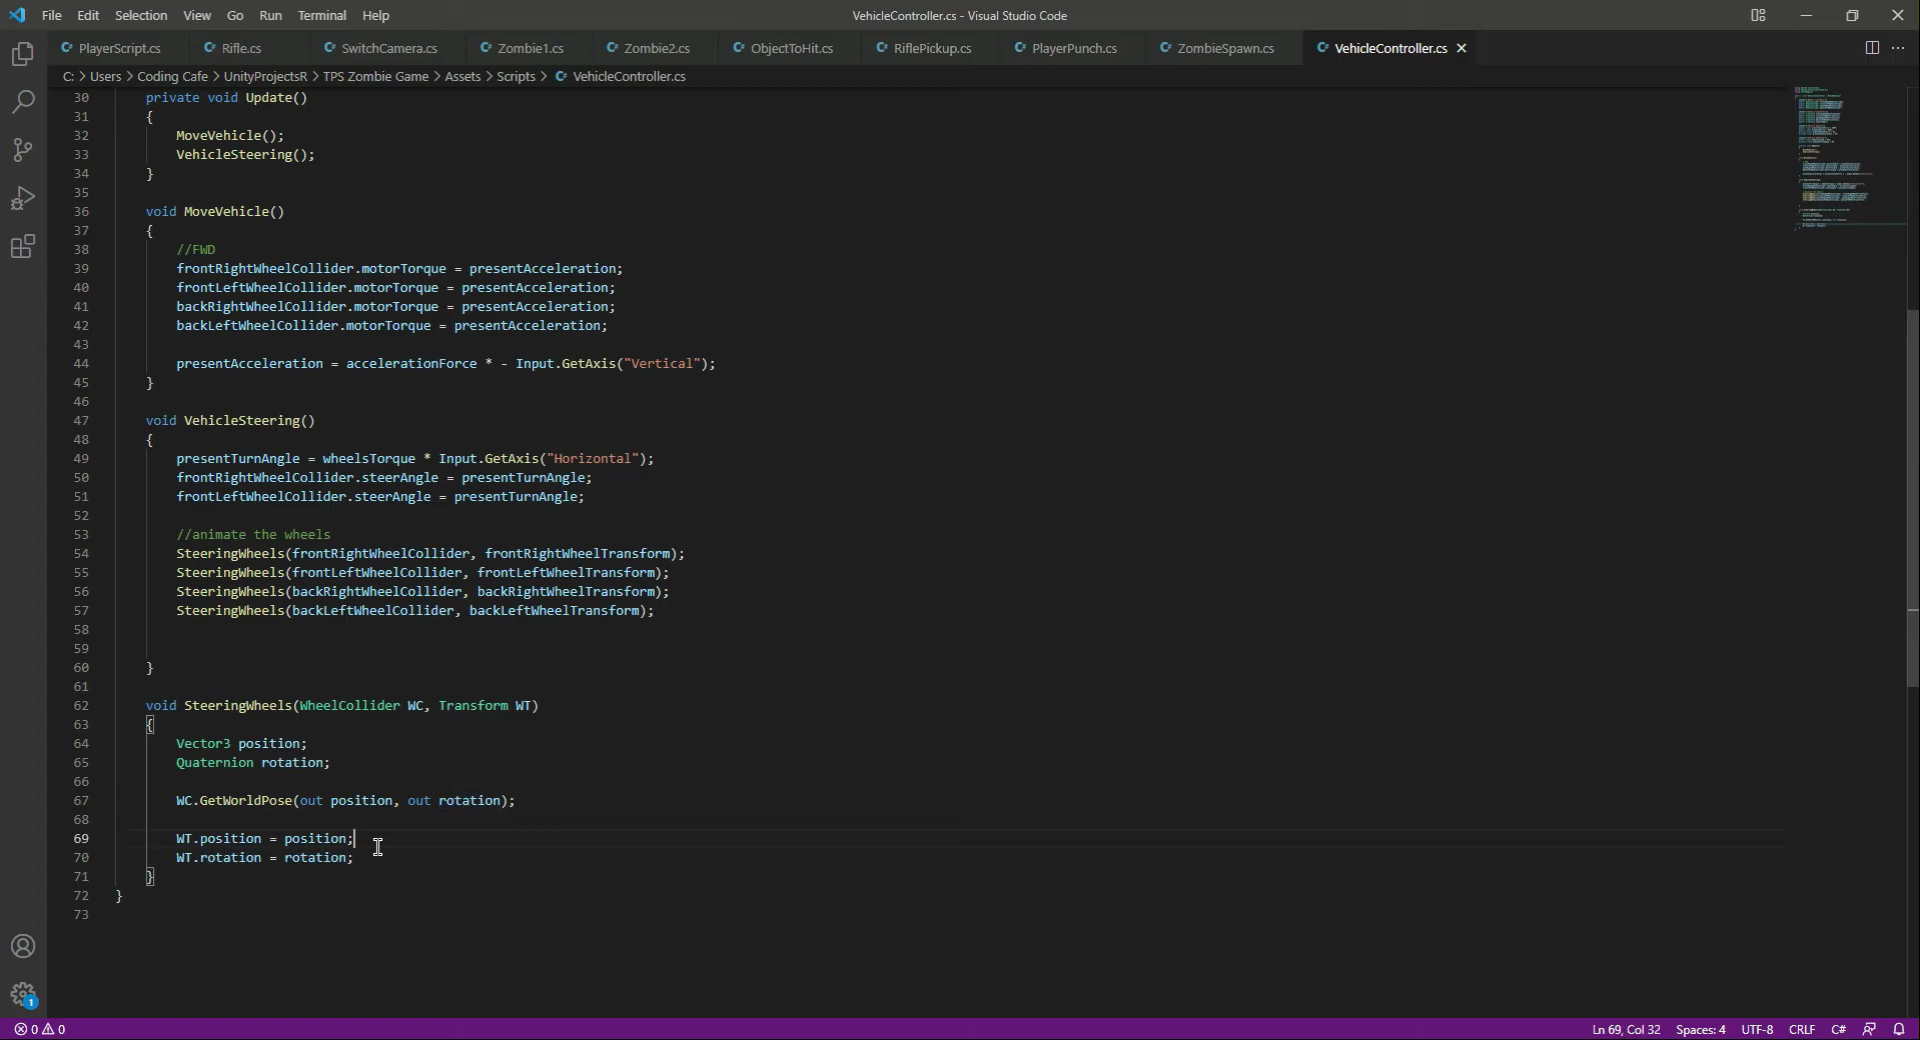 File Edit Selection View Go Run Terminal Help VehicleController.cs - Visual Studio Code
PlayerScript.cs Rifle.cs SwitchCamera.cs Zombie1.cs Zombie2.cs ObjectToHit.cs RiflePickup.cs PlayerPunch.cs ZombieSpawn.cs VehicleController.cs
C: > Users > Coding Cafe > UnityProjectsR > TPS Zombie Game > Assets > Scripts > VehicleController.cs
30 private void Update()
31 {
32 MoveVehicle();
33 VehicleSteering();
34 }
35
36 void MoveVehicle()
37 {
38 //FWD
39 frontRightWheelCollider.motorTorque = presentAcceleration;
40 frontLeftWheelCollider.motorTorque = presentAcceleration;
41 backRightWheelCollider.motorTorque = presentAcceleration;
42 backLeftWheelCollider.motorTorque = presentAcceleration;
43
44 presentAcceleration = accelerationForce * - Input.GetAxis("Vertical");
45 }
46
47 void VehicleSteering()
48 {
49 presentTurnAngle = wheelsTorque * Input.GetAxis("Horizontal");
50 frontRightWheelCollider.steerAngle = presentTurnAngle;
51 frontLeftWheelCollider.steerAngle = presentTurnAngle;
52
53 //animate the wheels
54 SteeringWheels(frontRightWheelCollider, frontRightWheelTransform);
55 SteeringWheels(frontLeftWheelCollider, frontLeftWheelTransform);
56 SteeringWheels(backRightWheelCollider, backRightWheelTransform);
57 SteeringWheels(backLeftWheelCollider, backLeftWheelTransform);
58
59
60 }
61
62 void SteeringWheels(WheelCollider WC, Transform WT)
63 {
64 Vector3 position;
65 Quaternion rotation;
66
67 WC.GetWorldPose(out position, out rotation);
68
69 WT.position = position;
70 WT.rotation = rotation;
71 }
72 }
73
1
0 0 Ln 69, Col 32 Spaces: 4 UTF-8 CRLF C#